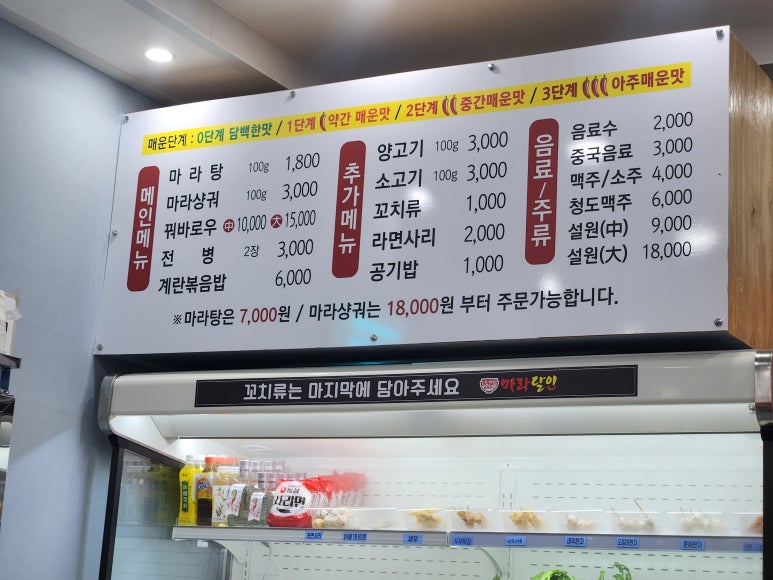 매운단계 : 0단계 담백한맛 / 1단계 약간 매운맛 / 2단계 중간매운맛 / 3단계 아주매운맛
메인메뉴
마라탕 100g 1,800
마라샹궈 100g 3,000
꿔바로우 中 10,000 大 15,000
전병 2장 3,000
계란볶음밥 6,000
추가메뉴
양고기 100g 3,000
소고기 100g 3,000
꼬치류 1,000
라면사리 2,000
공기밥 1,000
음료/주류
음료수 2,000
중국음료 3,000
맥주/소주 4,000
청도맥주 6,000
설원(中) 9,000
설원(大) 18,000
※마라탕은 7,000원 / 마라샹궈는 18,000원 부터 주문가능합니다.
꼬치류는 마지막에 담아주세요 마라달인
사리면
라면사리
새우